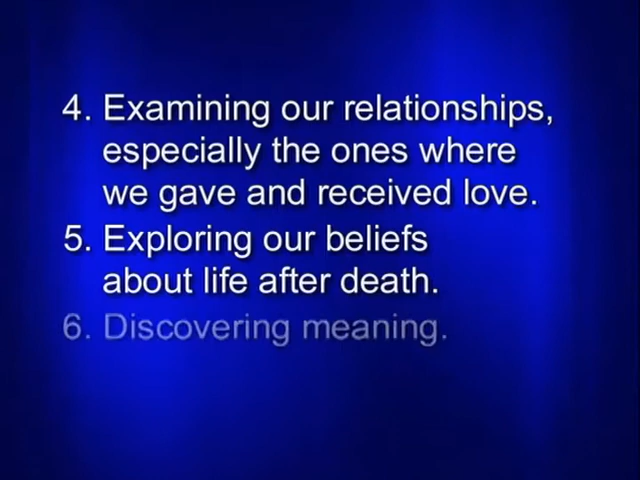 4. Examining our relationships,
especially the ones where
we gave and received love.
5. Exploring our beliefs
about life after death.
6. Discovering meaning.